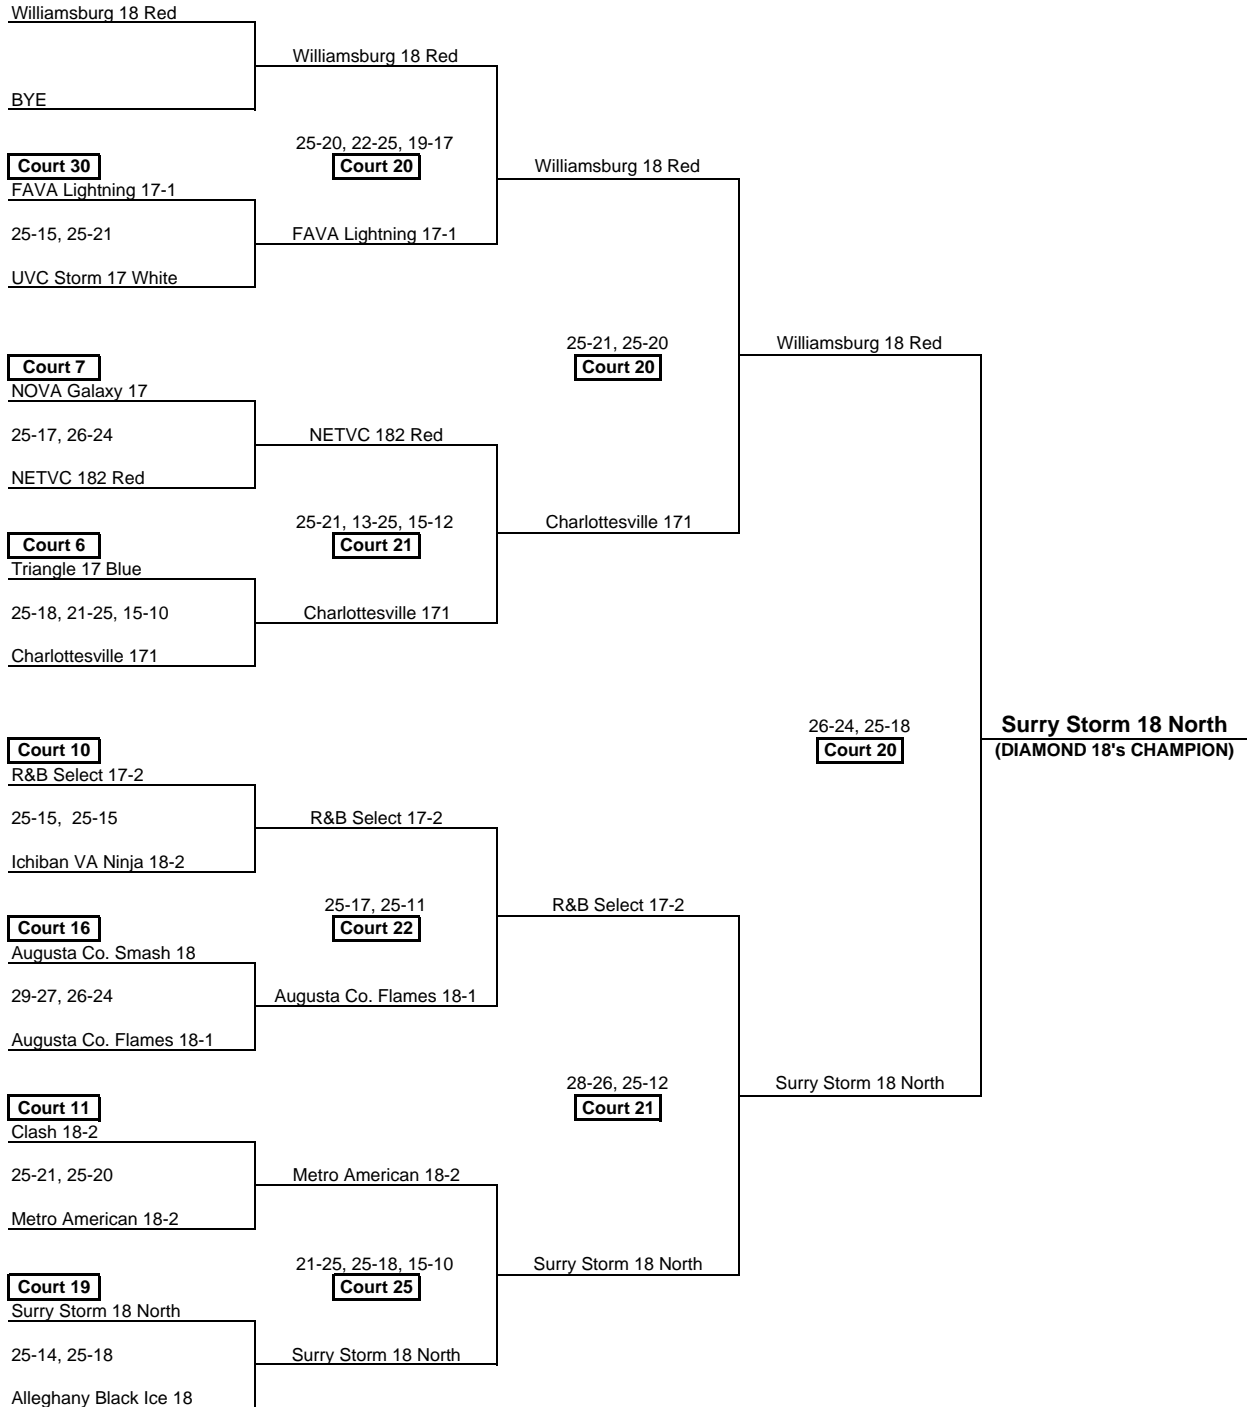 Williamsburg 18 Red
Williamsburg 18 Red
BYE
25-20, 22-25, 19-17
Court 30
Court 20
Williamsburg 18 Red
FAVA Lightning 17-1
25-15, 25-21
FAVA Lightning 17-1
UVC Storm 17 White
25-21, 25-20
Williamsburg 18 Red
Court 7
Court 20
NOVA Galaxy 17
25-17, 26-24
NETVC 182 Red
NETVC 182 Red
25-21, 13-25, 15-12
Charlottesville 171
Court 6
Court 21
Triangle 17 Blue
25-18, 21-25, 15-10
Charlottesville 171
Charlottesville 171
26-24, 25-18
Surry Storm 18 North
Court 10
Court 20
(DIAMOND 18's CHAMPION)
R&B Select 17-2
25-15,  25-15
R&B Select 17-2
Ichiban VA Ninja 18-2
25-17, 25-11
R&B Select 17-2
Court 16
Court 22
Augusta Co. Smash 18
29-27, 26-24
Augusta Co. Flames 18-1
Augusta Co. Flames 18-1
28-26, 25-12
Surry Storm 18 North
Court 11
Court 21
Clash 18-2
25-21, 25-20
Metro American 18-2
Metro American 18-2
21-25, 25-18, 15-10
Surry Storm 18 North
Court 19
Court 25
Surry Storm 18 North
25-14, 25-18
Surry Storm 18 North
Alleghany Black Ice 18